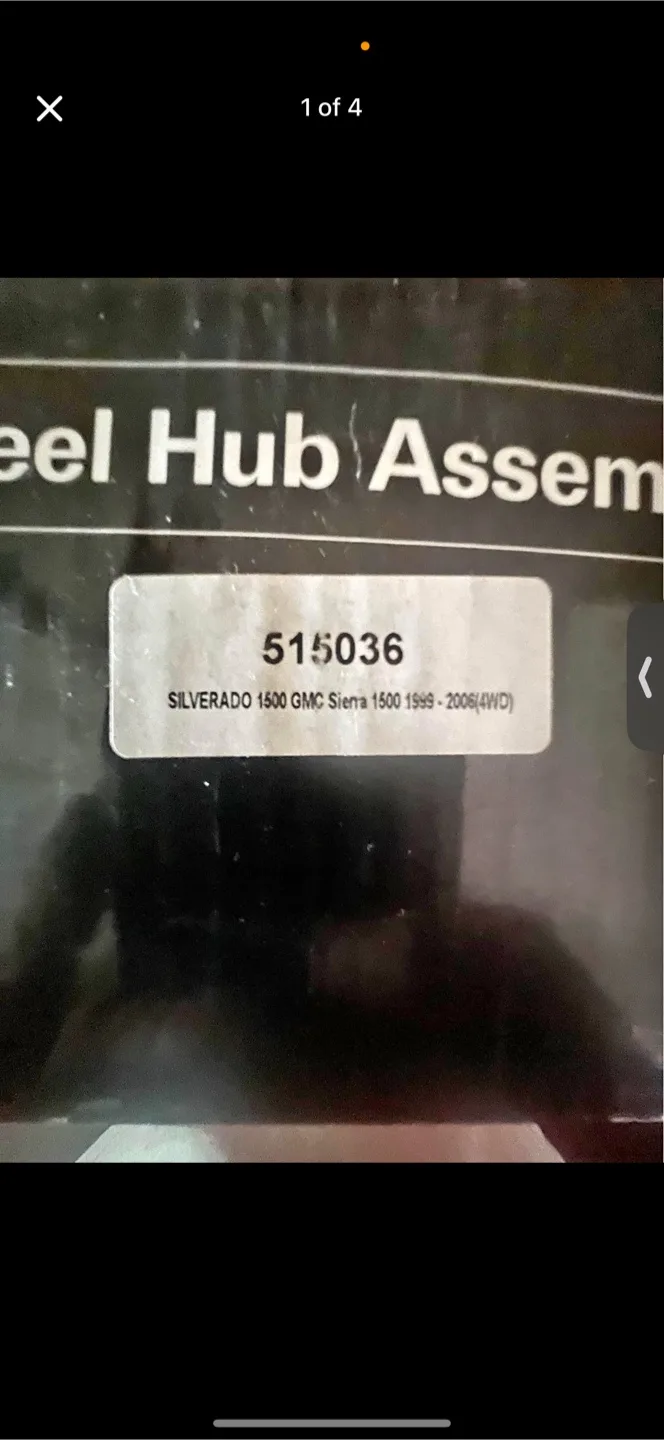 1 of 4
eel Hub Assem
515036
SILVERADO 1500 GMC Sierra 1500 1999 - 2006(4WD)